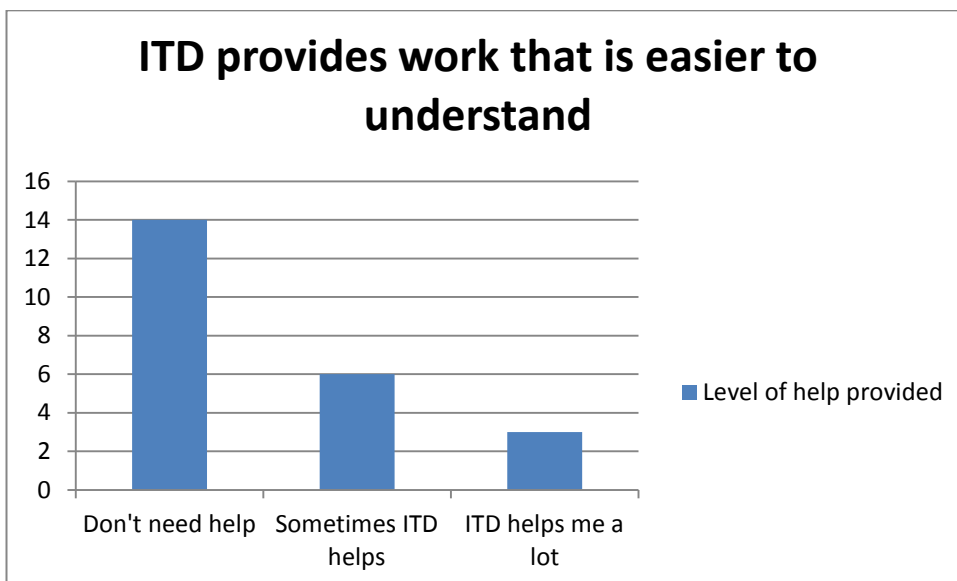 ITD provides work that is easier to
understand
16
14
12
10
8
6
4
2
0
Don't need help
Sometimes ITD
helps
ITD helps me a
lot
Level of help provided